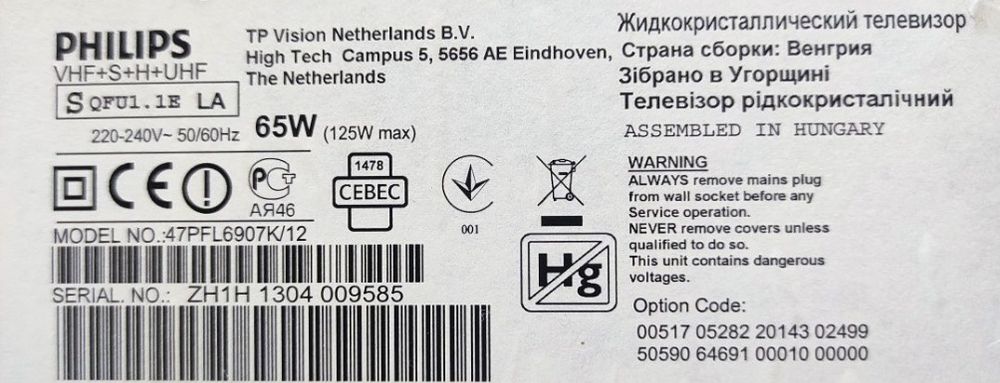 PHILIPS
VHF+S+H+UHF
S QFU1.1E LA
220-240V~ 50/60Hz 65W (125W max)
TP Vision Netherlands B.V.
High Tech Campus 5, 5656 AE Eindhoven,
The Netherlands
Жидкокристаллический телевизор
Страна сборки: Венгрия
Зібрано в Угорщині
Телевізор рідкокристалічний
ASSEMBLED IN HUNGARY
CE
РСТ
АЯ46
1478
CEBEC
001
MODEL NO.:47PFL6907K/12
SERIAL. NO.: ZH1H 1304 009585
Hg
WARNING
ALWAYS remove mains plug
from wall socket before any
Service operation.
NEVER remove covers unless
qualified to do so.
This unit contains dangerous
voltages.
Option Code:
00517 05282 20143 02499
50590 64691 00010 00000